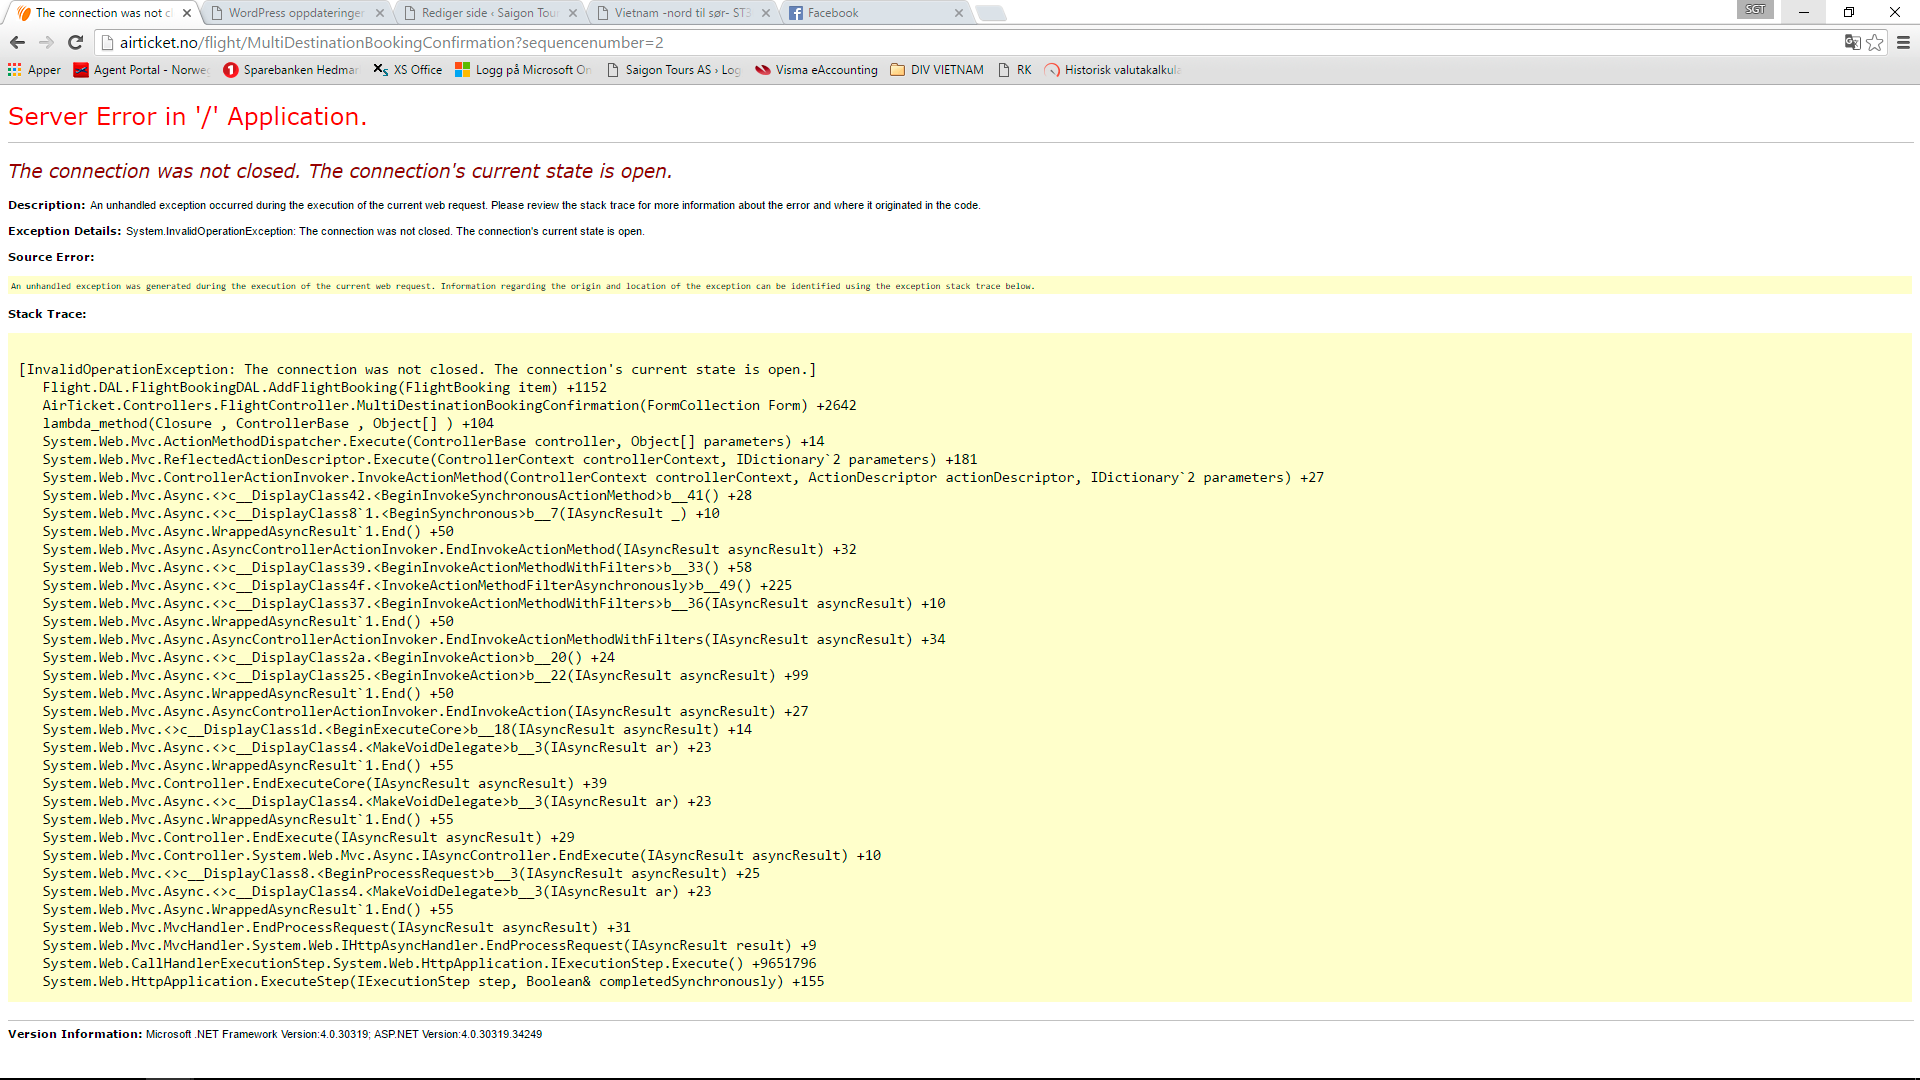 The connection was not cl
WordPress oppdateringer
Rediger side ‹ Saigon Tour
Vietnam -nord til sør- ST3
Facebook
SGT
airticket.no/flight/MultiDestinationBookingConfirmation?sequencenumber=2
Apper
Agent Portal - Norweg
Sparebanken Hedmar
XS Office
Logg på Microsoft On
Saigon Tours AS › Log
Visma eAccounting
DIV VIETNAM
RK
Historisk valutakalkula
Server Error in '/' Application.
The connection was not closed. The connection's current state is open.
Description: An unhandled exception occurred during the execution of the current web request. Please review the stack trace for more information about the error and where it originated in the code.
Exception Details: System.InvalidOperationException: The connection was not closed. The connection's current state is open.
Source Error:
An unhandled exception was generated during the execution of the current web request. Information regarding the origin and location of the exception can be identified using the exception stack trace below.
Stack Trace:
[InvalidOperationException: The connection was not closed. The connection's current state is open.]
Flight.DAL.FlightBookingDAL.AddFlightBooking(FlightBooking item) +1152
AirTicket.Controllers.FlightController.MultiDestinationBookingConfirmation(FormCollection Form) +2642
lambda_method(Closure , ControllerBase , Object[] ) +104
System.Web.Mvc.ActionMethodDispatcher.Execute(ControllerBase controller, Object[] parameters) +14
System.Web.Mvc.ReflectedActionDescriptor.Execute(ControllerContext controllerContext, IDictionary`2 parameters) +181
System.Web.Mvc.ControllerActionInvoker.InvokeActionMethod(ControllerContext controllerContext, ActionDescriptor actionDescriptor, IDictionary`2 parameters) +27
System.Web.Mvc.Async.<>c__DisplayClass42.<BeginInvokeSynchronousActionMethod>b__41() +28
System.Web.Mvc.Async.<>c__DisplayClass8`1.<BeginSynchronous>b__7(IAsyncResult _) +10
System.Web.Mvc.Async.WrappedAsyncResult`1.End() +50
System.Web.Mvc.Async.AsyncControllerActionInvoker.EndInvokeActionMethod(IAsyncResult asyncResult) +32
System.Web.Mvc.Async.<>c__DisplayClass39.<BeginInvokeActionMethodWithFilters>b__33() +58
System.Web.Mvc.Async.<>c__DisplayClass4f.<InvokeActionMethodFilterAsynchronously>b__49() +225
System.Web.Mvc.Async.<>c__DisplayClass37.<BeginInvokeActionMethodWithFilters>b__36(IAsyncResult asyncResult) +10
System.Web.Mvc.Async.WrappedAsyncResult`1.End() +50
System.Web.Mvc.Async.AsyncControllerActionInvoker.EndInvokeActionMethodWithFilters(IAsyncResult asyncResult) +34
System.Web.Mvc.Async.<>c__DisplayClass2a.<BeginInvokeAction>b__20() +24
System.Web.Mvc.Async.<>c__DisplayClass25.<BeginInvokeAction>b__22(IAsyncResult asyncResult) +99
System.Web.Mvc.Async.WrappedAsyncResult`1.End() +50
System.Web.Mvc.Async.AsyncControllerActionInvoker.EndInvokeAction(IAsyncResult asyncResult) +27
System.Web.Mvc.<>c__DisplayClass1d.<BeginExecuteCore>b__18(IAsyncResult asyncResult) +14
System.Web.Mvc.Async.<>c__DisplayClass4.<MakeVoidDelegate>b__3(IAsyncResult ar) +23
System.Web.Mvc.Async.WrappedAsyncResult`1.End() +55
System.Web.Mvc.Controller.EndExecuteCore(IAsyncResult asyncResult) +39
System.Web.Mvc.Async.<>c__DisplayClass4.<MakeVoidDelegate>b__3(IAsyncResult ar) +23
System.Web.Mvc.Async.WrappedAsyncResult`1.End() +55
System.Web.Mvc.Controller.EndExecute(IAsyncResult asyncResult) +29
System.Web.Mvc.Controller.System.Web.Mvc.Async.IAsyncController.EndExecute(IAsyncResult asyncResult) +10
System.Web.Mvc.<>c__DisplayClass8.<BeginProcessRequest>b__3(IAsyncResult asyncResult) +25
System.Web.Mvc.Async.<>c__DisplayClass4.<MakeVoidDelegate>b__3(IAsyncResult ar) +23
System.Web.Mvc.Async.WrappedAsyncResult`1.End() +55
System.Web.Mvc.MvcHandler.EndProcessRequest(IAsyncResult asyncResult) +31
System.Web.Mvc.MvcHandler.System.Web.IHttpAsyncHandler.EndProcessRequest(IAsyncResult result) +9
System.Web.CallHandlerExecutionStep.System.Web.HttpApplication.IExecutionStep.Execute() +9651796
System.Web.HttpApplication.ExecuteStep(IExecutionStep step, Boolean& completedSynchronously) +155
Version Information: Microsoft .NET Framework Version:4.0.30319; ASP.NET Version:4.0.30319.34249